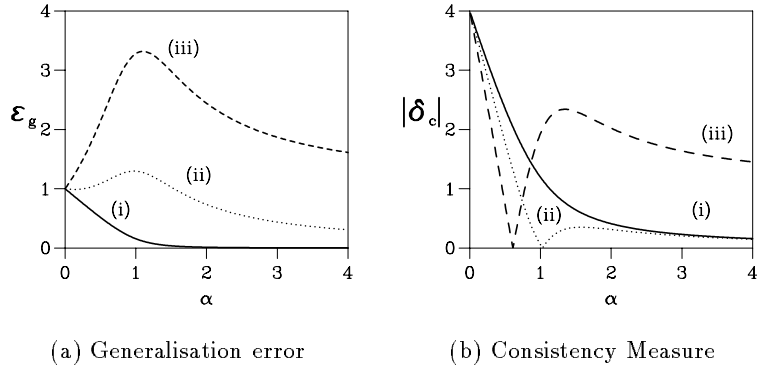 4
3
2
1
0
ε g
(iii)
(ii)
(i)
0 1 2 3 4
α
(a) Generalisation error
4
3
2
1
0
|δ c|
(iii)
(ii)
(i)
0 1 2 3 4
α
(b) Consistency Measure